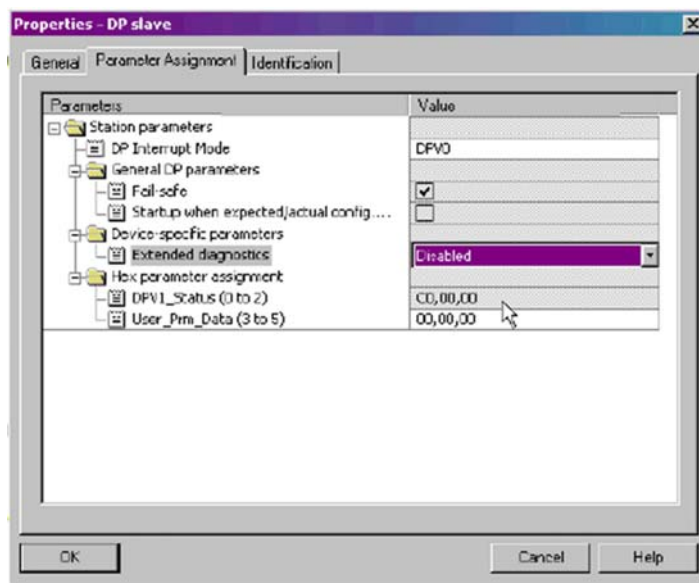 Properties - DP slave
General Parameter Assignment Identification
Parameters Value
Station parameters
DP Interrupt Mode DPV0
General DP parameters
Fail-safe
Startup when expected/actual config....
Device-specific parameters
Extended diagnostics Disabled
Hex parameter assignment
DPV1_Status (0 to 2) C0,00,00
User_Prm_Data (3 to 5) 00,00,00
OK Cancel Help